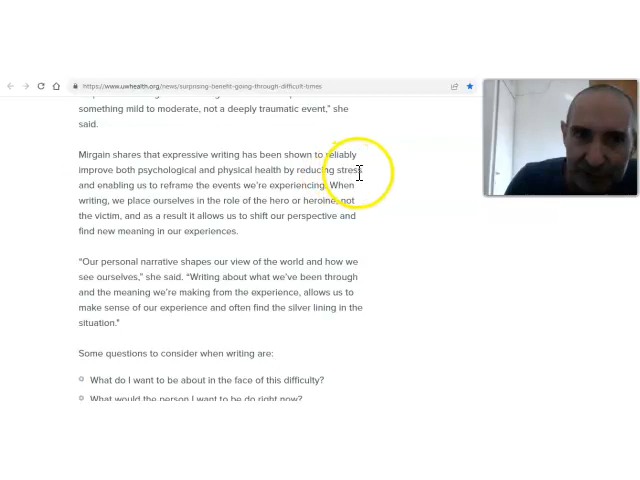 https://www.uwhealth.org/news/surprising-benefit-going-through-difficult-times
something mild to moderate, not a deeply traumatic event,” she
said.
Mirgain shares that expressive writing has been shown to reliably
improve both psychological and physical health by reducing stress
and enabling us to reframe the events we’re experiencing. When
writing, we place ourselves in the role of the hero or heroine, not
the victim, and as a result it allows us to shift our perspective and
find new meaning in our experiences.
“Our personal narrative shapes our view of the world and how we
see ourselves,” she said. “Writing about what we’ve been through
and the meaning we’re making from the experience, allows us to
make sense of our experience and often find the silver lining in the
situation.”
Some questions to consider when writing are:
What do I want to be about in the face of this difficulty?
What would the person I want to be do right now?